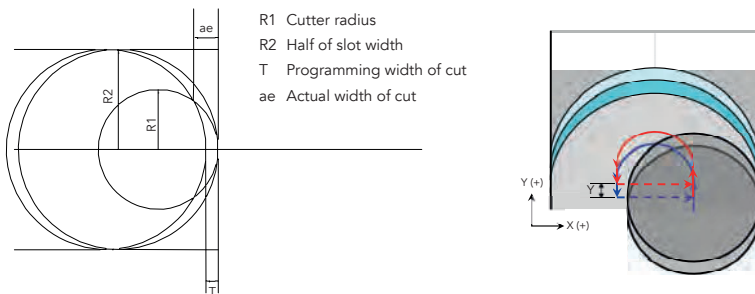 ae
R2
R1
T
R1 Cutter radius
R2 Half of slot width
T Programming width of cut
ae Actual width of cut
Y
Y (+)
X (+)